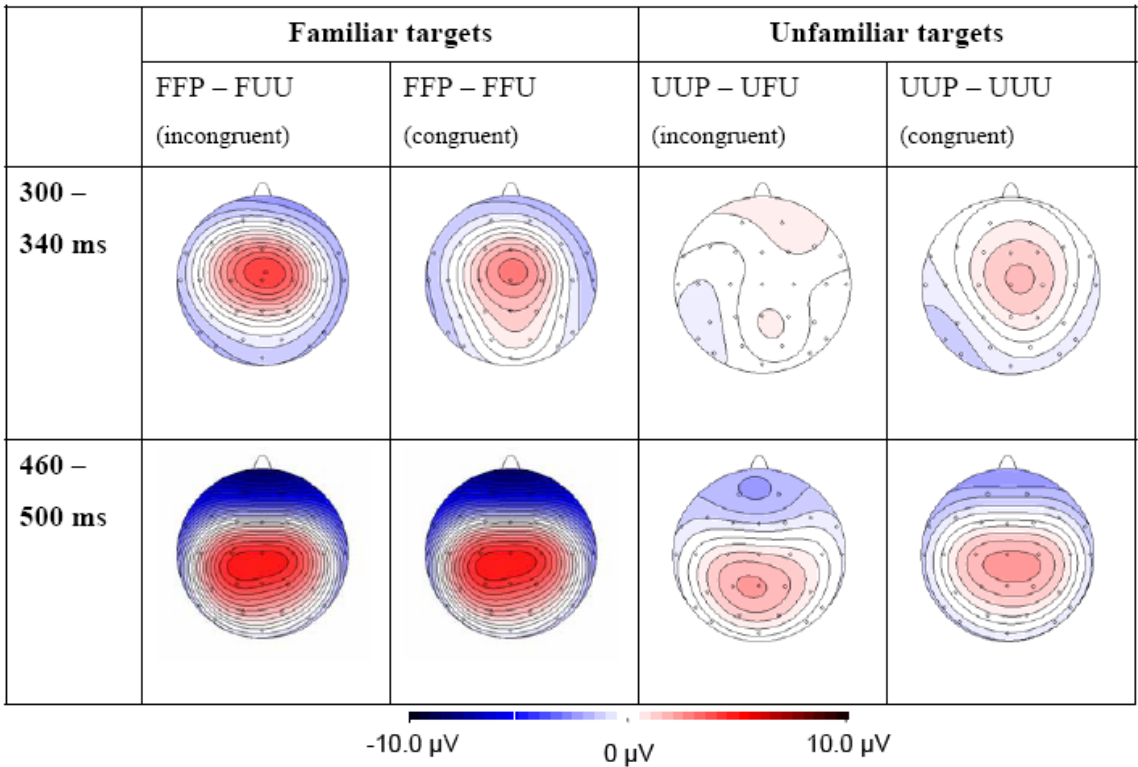 Familiar targets
Unfamiliar targets
FFP – FUU
(incongruent)
FFP – FFU
(congruent)
UUP – UFU
(incongruent)
UUP – UUU
(congruent)
300 –
340 ms
460 –
500 ms
-10.0 µV
0 µV
10.0 µV